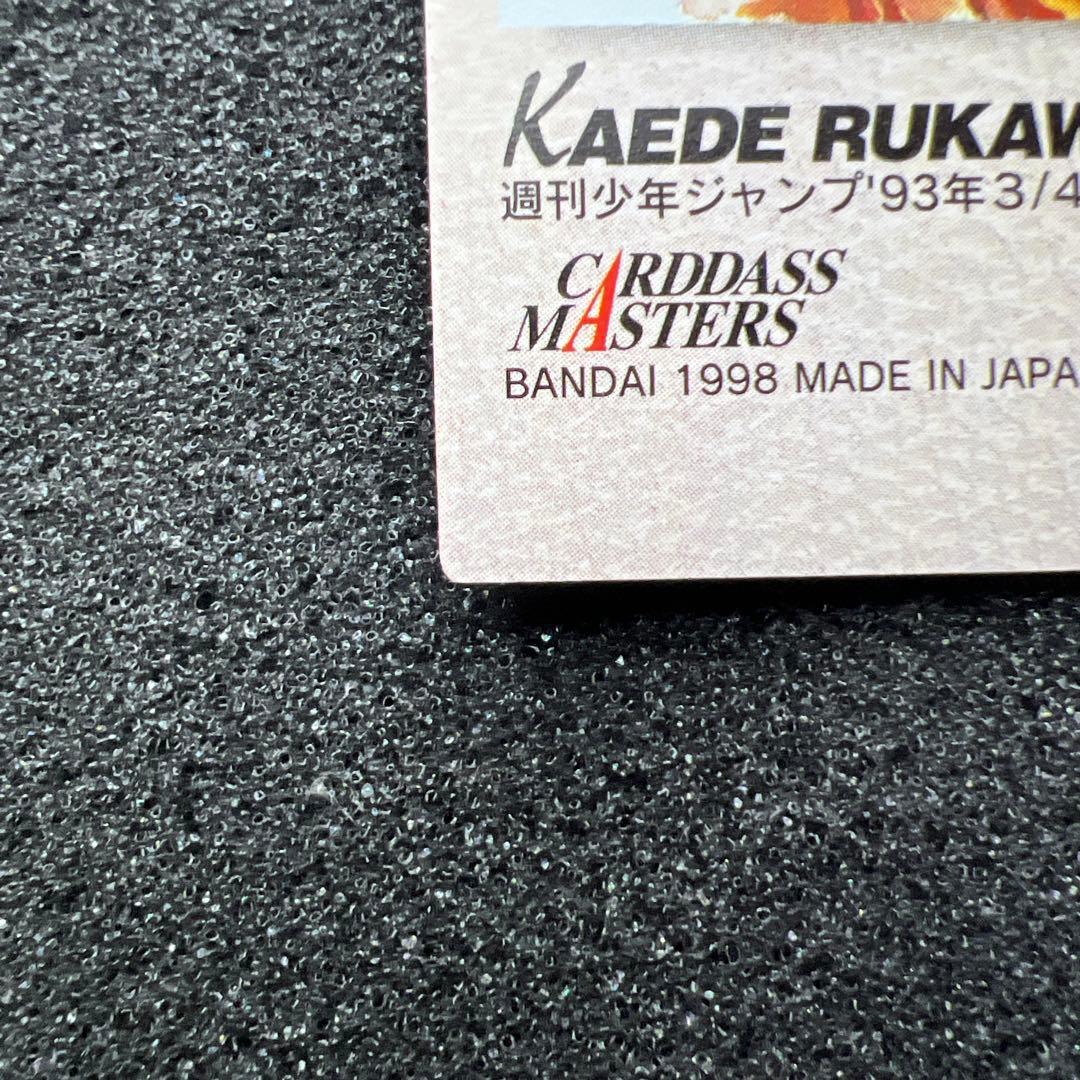 KAEDE RUKAW
週刊少年ジャンプ'93年3/4
CARDDASS
MASTERS
BANDAI 1998 MADE IN JAPA